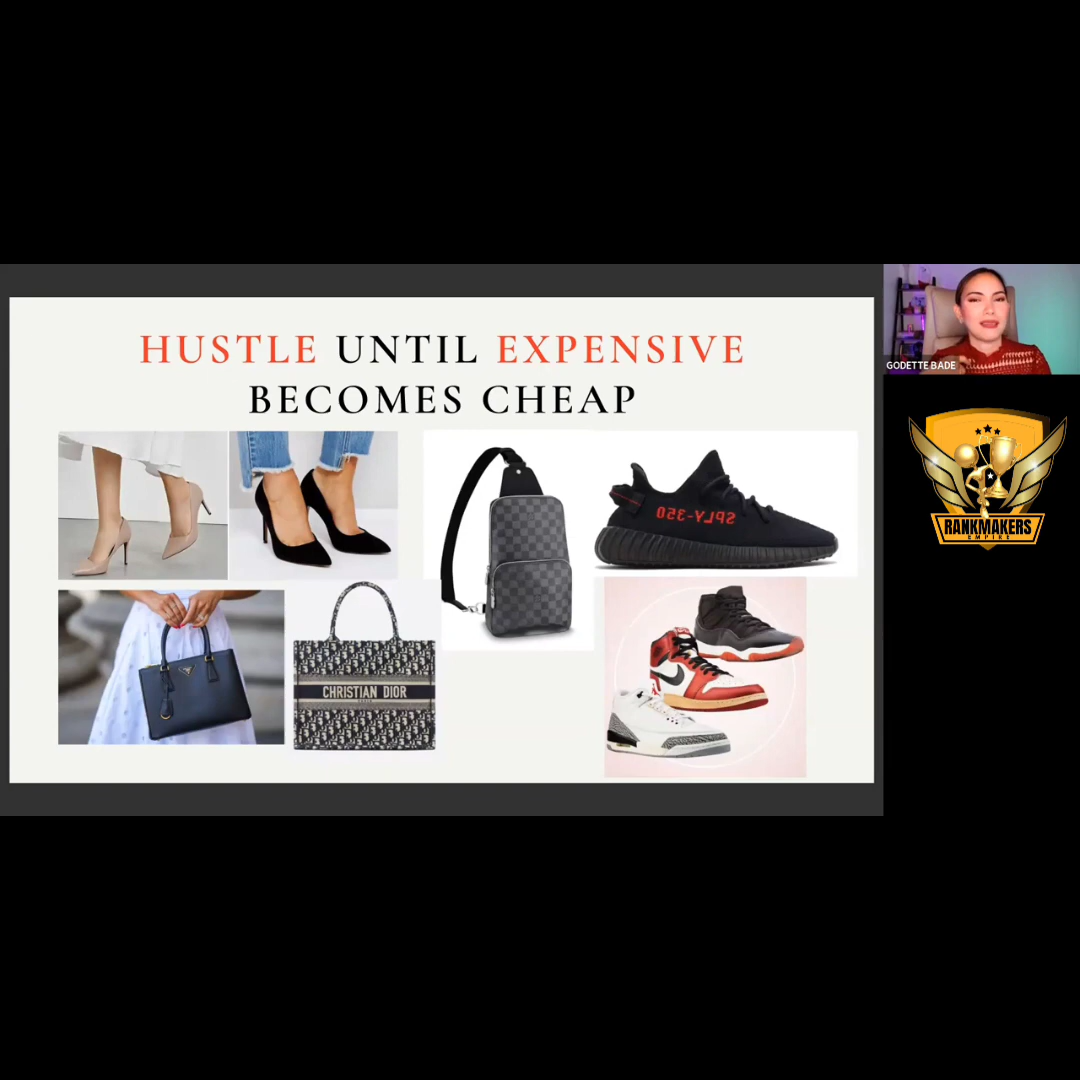 HUSTLE UNTIL EXPENSIVE
BECOMES CHEAP
SPLY-350
CHRISTIAN DIOR
GODETTE BADE
RANKMAKERS
EMPIRE